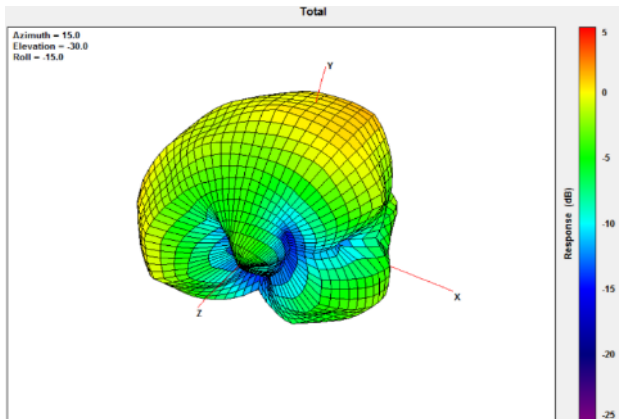 Total
Azimuth = 15.0
Elevation = -30.0
Roll = -15.0
Y
X
Z
5
0
-5
-10
-15
-20
-25
Response (dB)